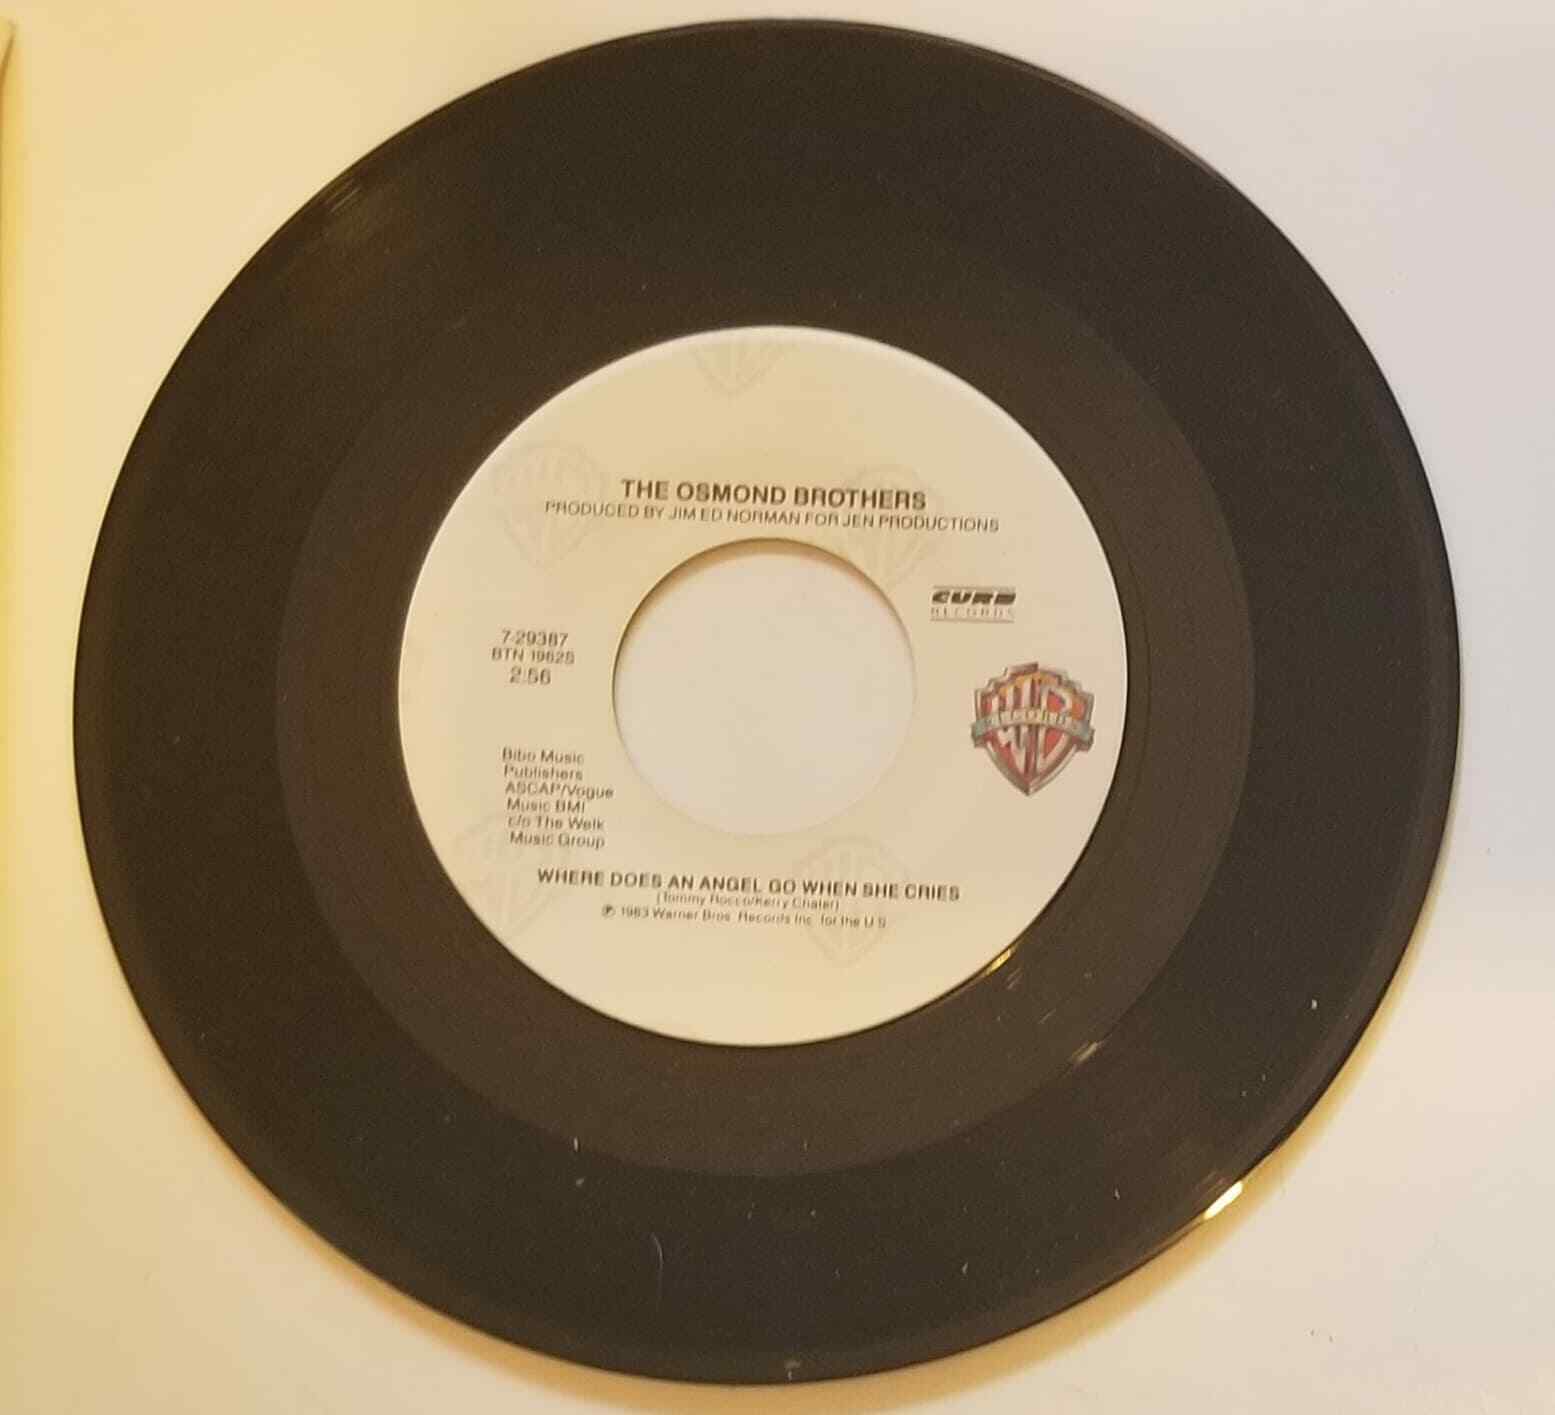 THE OSMOND BROTHERS
PRODUCED BY JIM ED NORMAN FOR JEN PRODUCTIONS
CURB
RECORDS
7-29387
BTN 1962S
2:56
WB
RECORDS
Bibo Music
Publishers
ASCAP/Vogue
Music BMI
c/o The Welk
Music Group
WHERE DOES AN ANGEL GO WHEN SHE CRIES
(Tommy Rocco/Kerry Chater)
℗ 1983 Warner Bros. Records Inc. for the U.S.